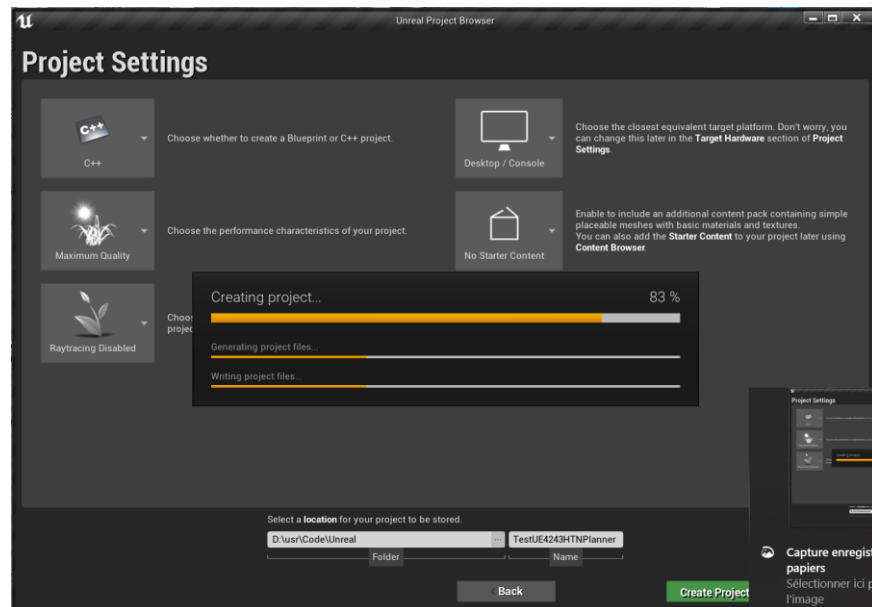 Unreal Project Browser
Project Settings
C++
C++
Choose whether to create a Blueprint or C++ project.
Desktop / Console
Choose the closest equivalent target platform. Don't worry, you
can change this later in the Target Hardware section of Project
Settings.
Maximum Quality
Choose the performance characteristics of your project.
No Starter Content
Enable to include an additional content pack containing simple
placeable meshes with basic materials and textures.
You can also add the Starter Content to your project later using
Content Browser.
Raytracing Disabled
Creating project...
83 %
Generating project files...
Writing project files...
Project Settings
Select a location for your project to be stored.
D:\usr\Code\Unreal
...
TestUE4243HTNPlanner
Folder
Name
Back
Create Project
Capture
papiers
Sélectionner ici
l'image